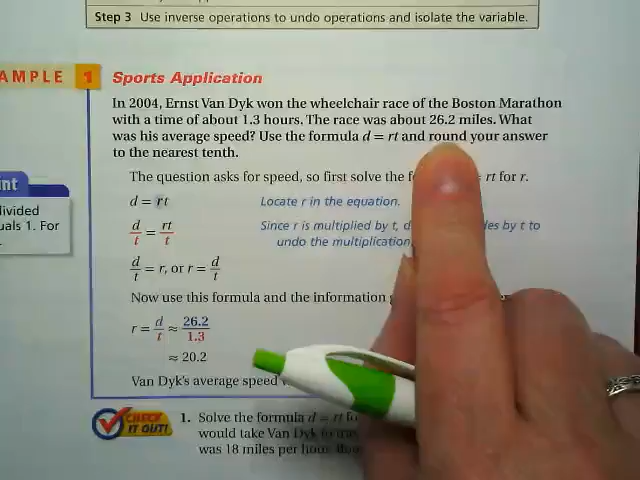 Step 3 Use inverse operations to undo operations and isolate the variable.
AMPLE 1 Sports Application
In 2004, Ernst Van Dyk won the wheelchair race of the Boston Marathon
with a time of about 1.3 hours. The race was about 26.2 miles. What
was his average speed? Use the formula d = rt and round your answer
to the nearest tenth.
The question asks for speed, so first solve the = rt for r.
d = rt Locate r in the equation.
d/t = rt/t Since r is multiplied by t, d by t to
undo the multiplication
d/t = r, or r = d/t
Now use this formula and the information
r = d/t ≈ 26.2/1.3
≈ 20.2
Van Dyk's average speed
nt
divided
uals 1. For
CHECK IT OUT!
1. Solve the formula d = rt
would take Van Dyk to
was 18 miles per hour